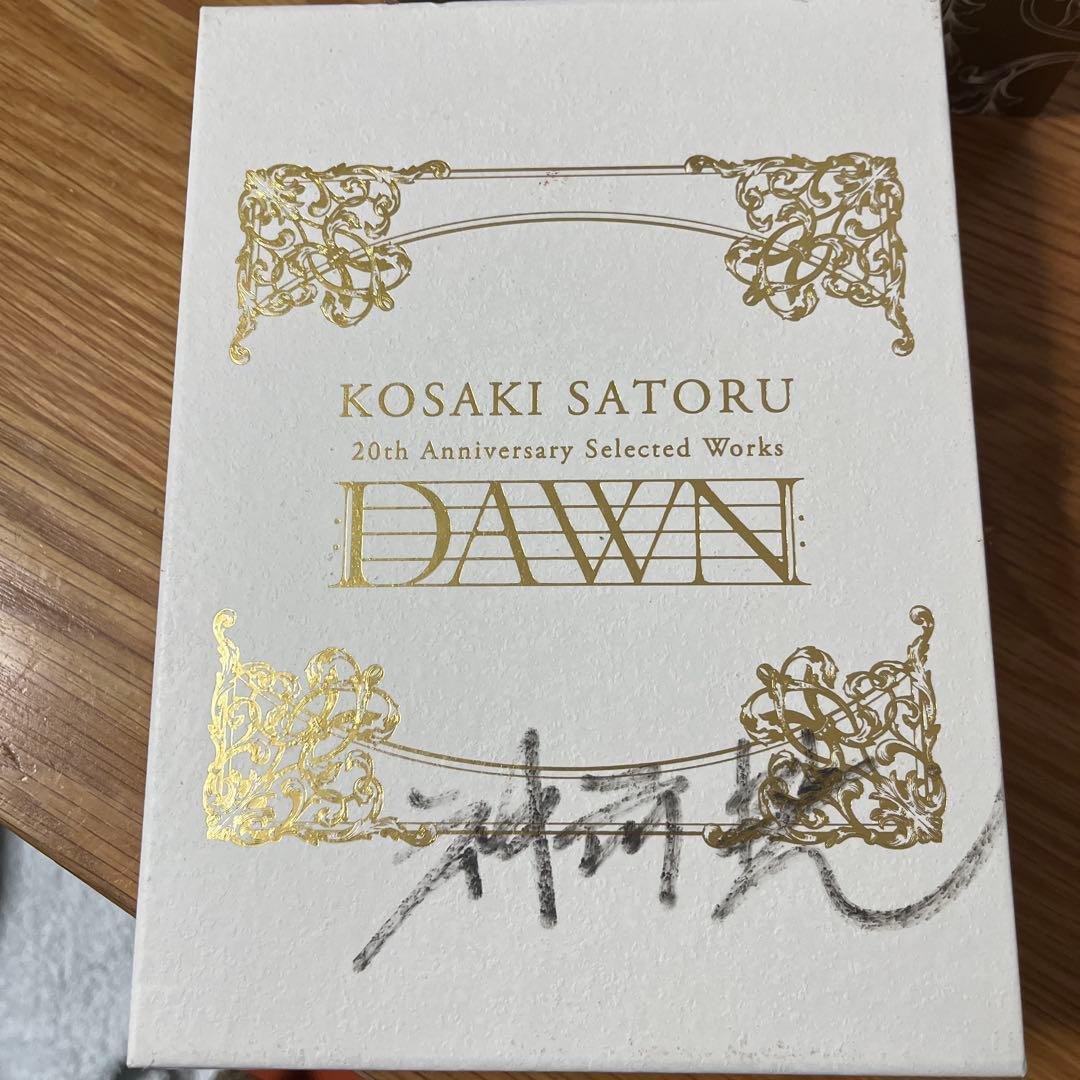 KOSAKI SATORU
20th Anniversary Selected Works
DAWN
神前暁